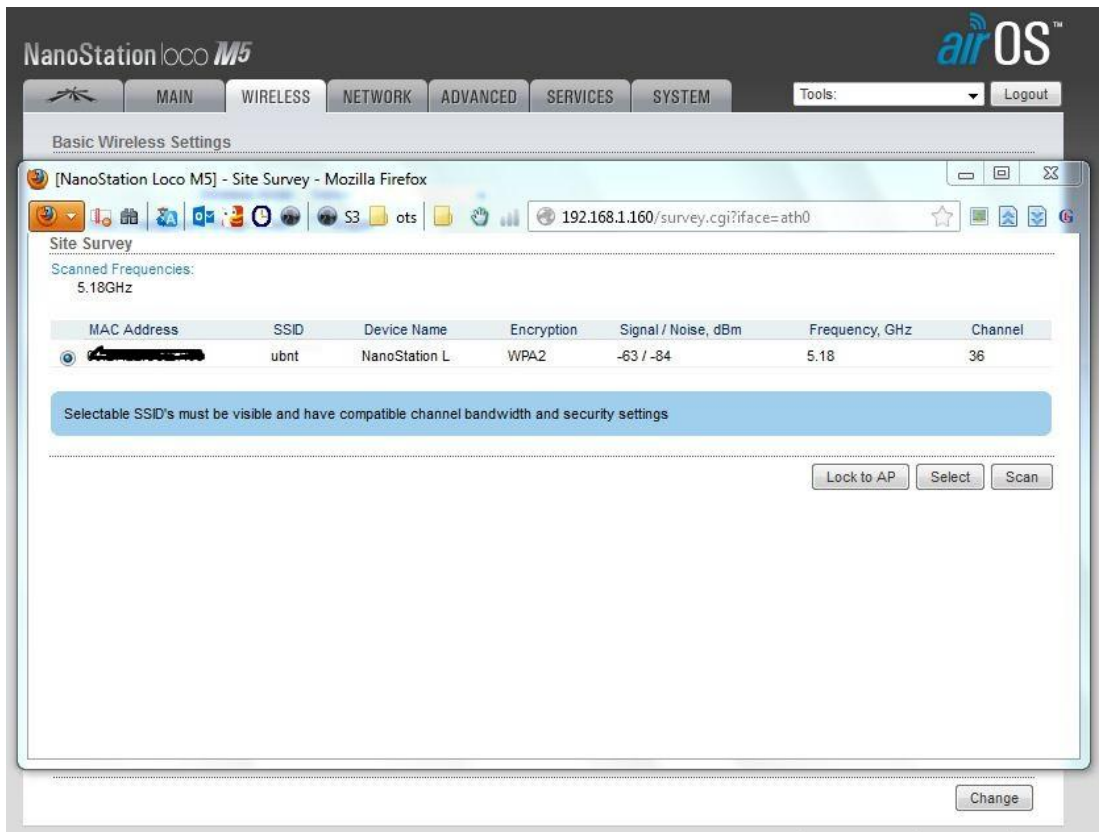 NanoStation loco M5
airOS™
MAIN WIRELESS NETWORK ADVANCED SERVICES SYSTEM Tools: Logout
Basic Wireless Settings
[NanoStation Loco M5] - Site Survey - Mozilla Firefox
S3 ots 192.168.1.160/survey.cgi?iface=ath0
Site Survey
Scanned Frequencies:
5.18GHz
MAC Address SSID Device Name Encryption Signal / Noise, dBm Frequency, GHz Channel
ubnt NanoStation L WPA2 -63 / -84 5.18 36
Selectable SSID's must be visible and have compatible channel bandwidth and security settings
Lock to AP Select Scan
Change